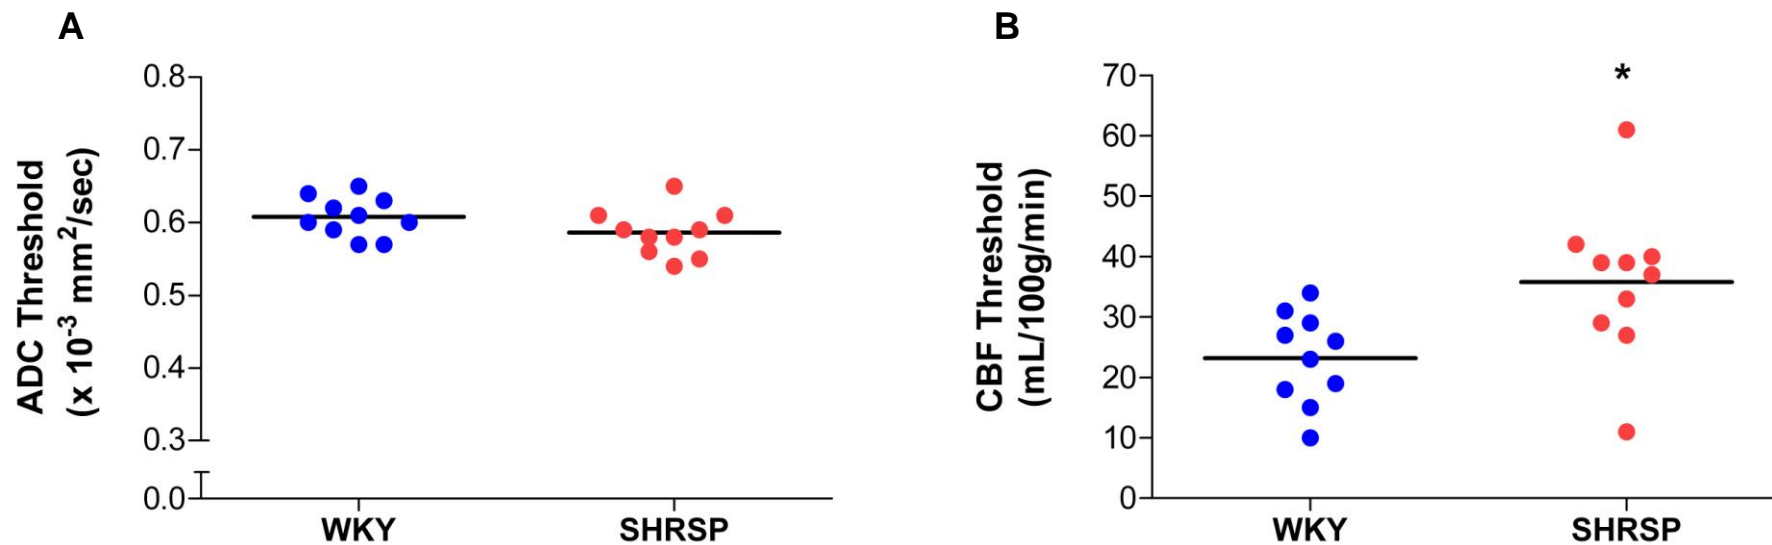 A
ADC Threshold
(x 10⁻³ mm²/sec)
0.8
0.7
0.6
0.5
0.4
0.3
0.0
WKY SHRSP
B
CBF Threshold
(mL/100g/min)
70
60
50
40
30
20
10
0
*
WKY SHRSP